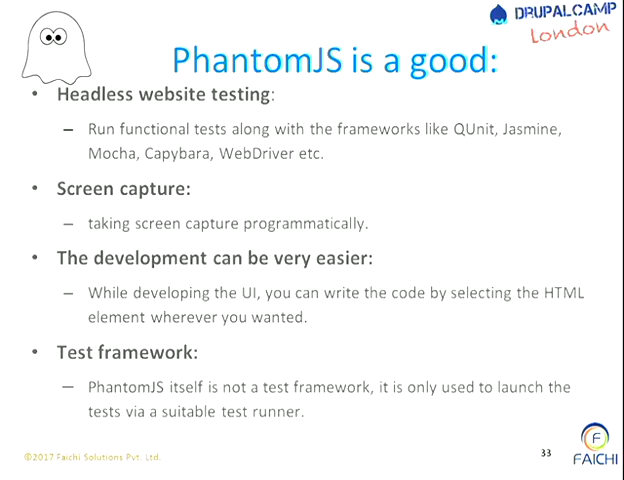 DRUPALCAMP
London
PhantomJS is a good:
• Headless website testing:
– Run functional tests along with the frameworks like QUnit, Jasmine,
Mocha, Capybara, WebDriver etc.
• Screen capture:
– taking screen capture programmatically.
• The development can be very easier:
– While developing the UI, you can write the code by selecting the HTML
element wherever you wanted.
• Test framework:
– PhantomJS itself is not a test framework, it is only used to launch the
tests via a suitable test runner.
©2017 Faichi Solutions Pvt. Ltd.
33
F
FAICHI